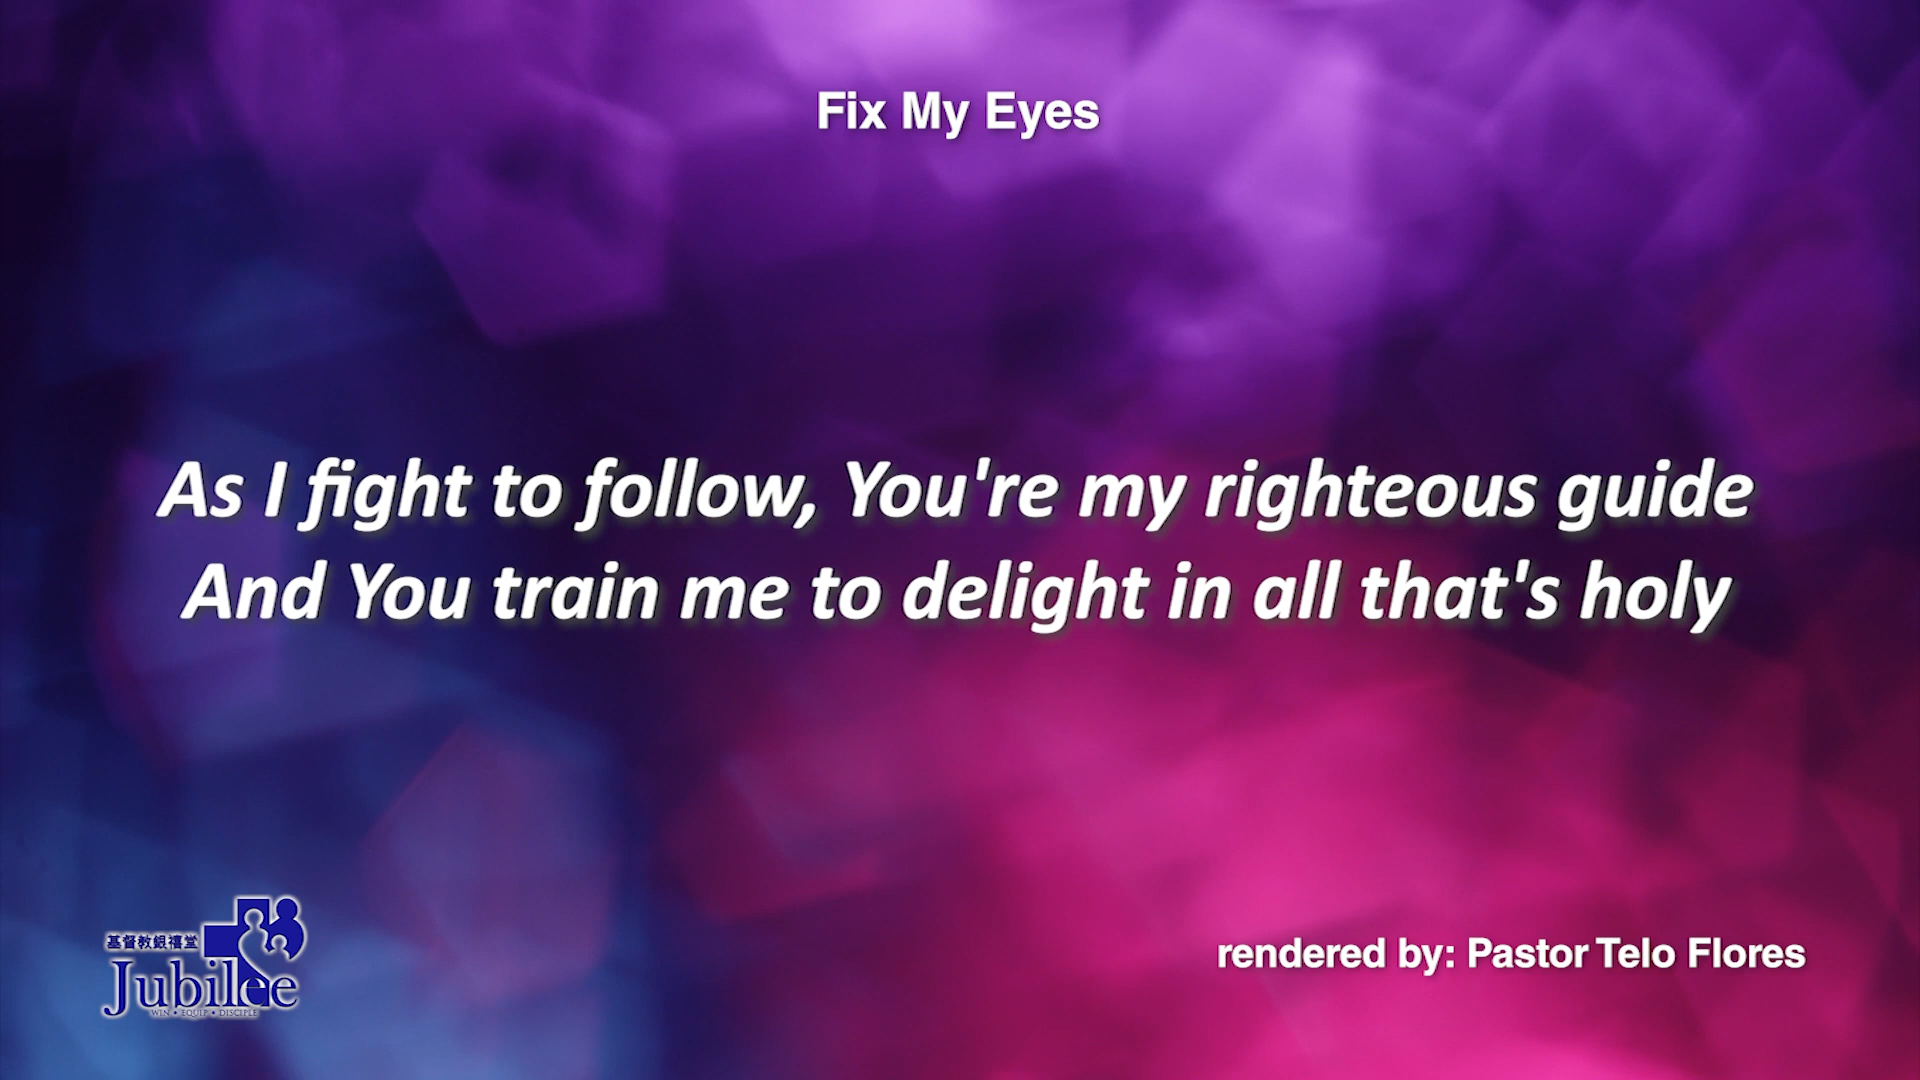 Fix My Eyes
As I fight to follow, You're my righteous guide
And You train me to delight in all that's holy
基督教銀禧堂
Jubilee
WIN • EQUIP • DISCIPLE
rendered by: Pastor Telo Flores